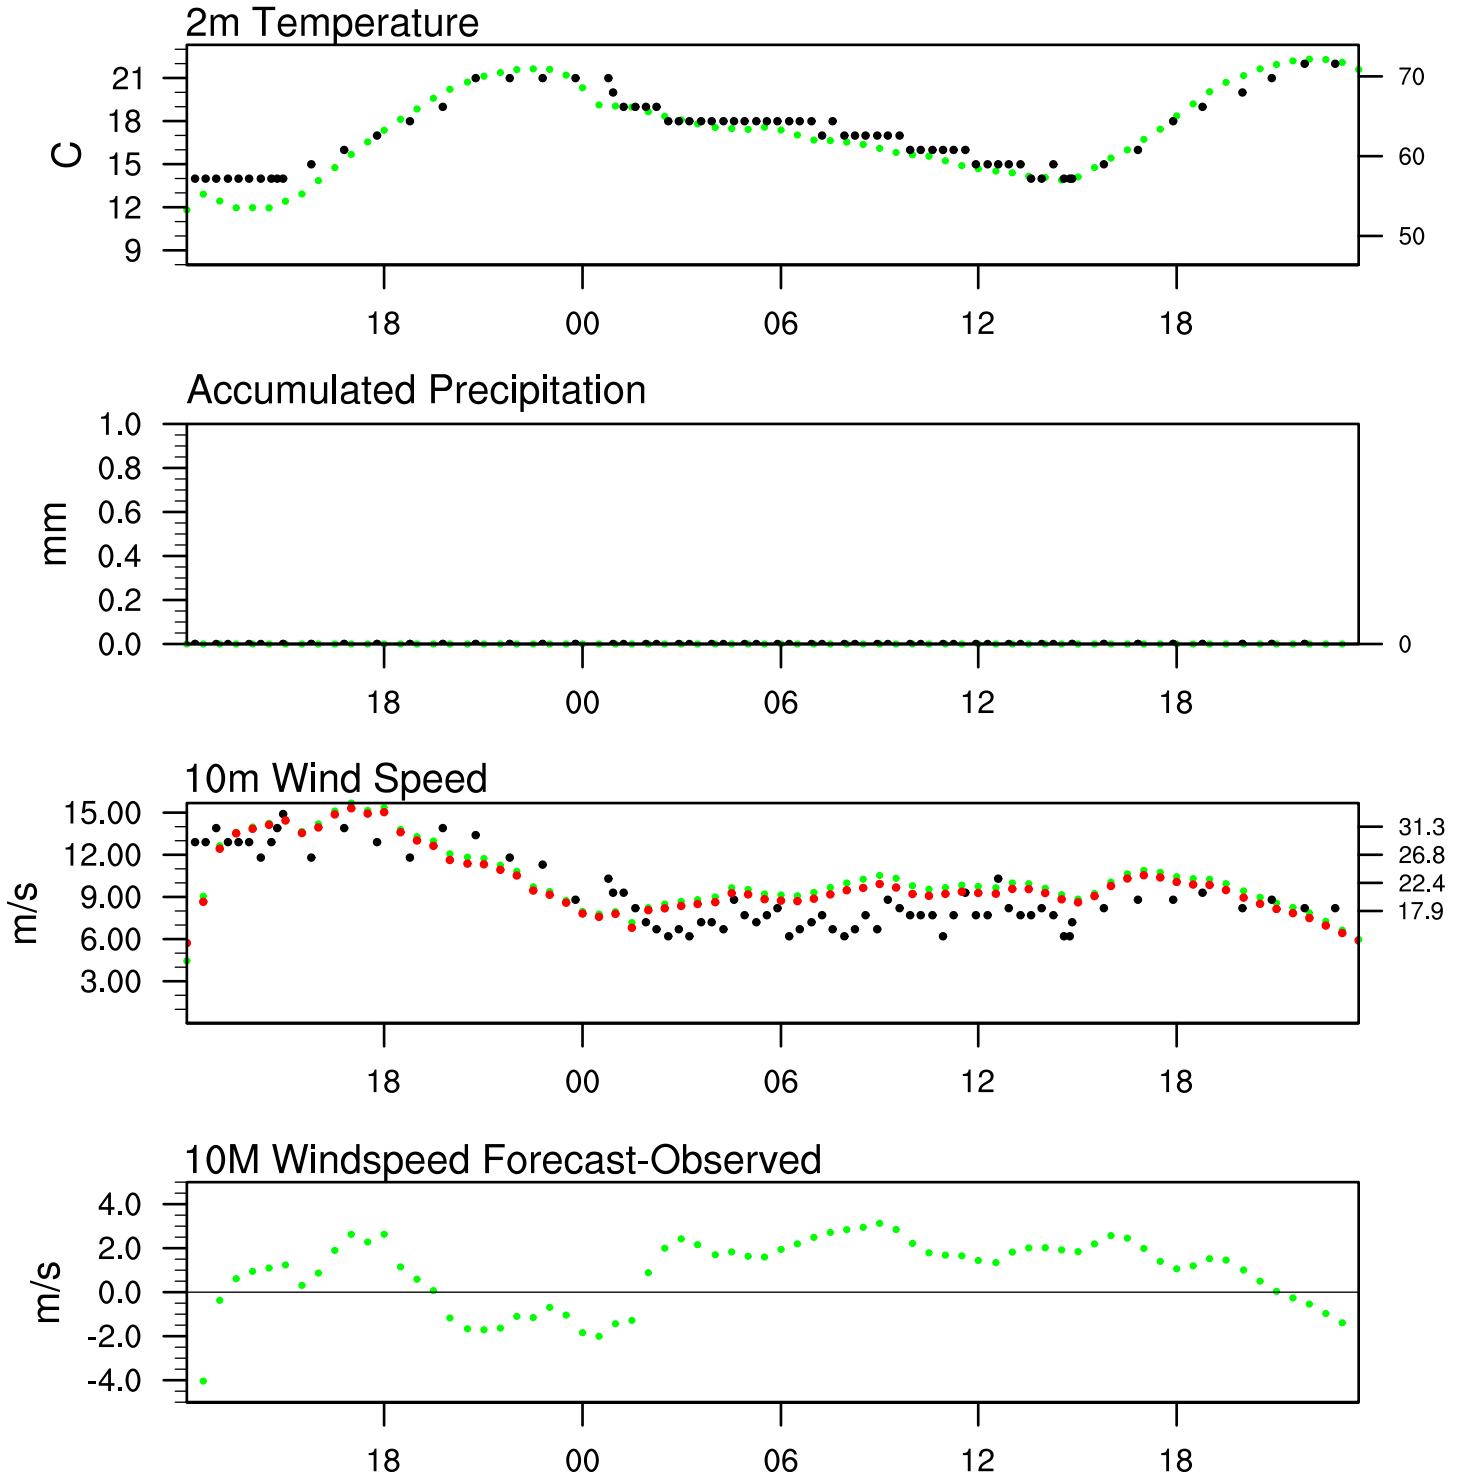 2m Temperature
C
21
18
15
12
9
70
60
50
18 00 06 12 18
Accumulated Precipitation
mm
1.0
0.8
0.6
0.4
0.2
0.0
0
18 00 06 12 18
10m Wind Speed
m/s
15.00
12.00
9.00
6.00
3.00
31.3
26.8
22.4
17.9
18 00 06 12 18
10M Windspeed Forecast-Observed
m/s
4.0
2.0
0.0
-2.0
-4.0
18 00 06 12 18